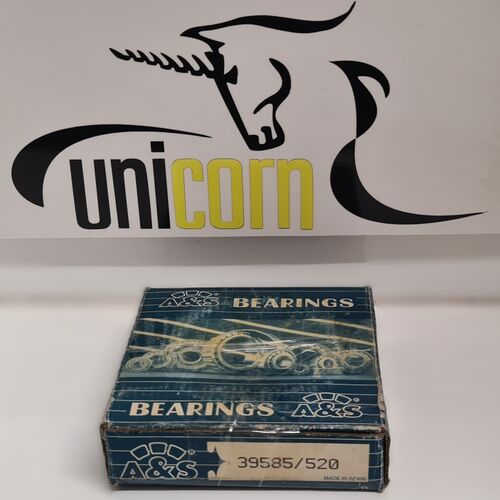 unicorn
A&S® BEARINGS
BEARINGS A&S®
A&S® 39585/520
MADE IN SPAIN